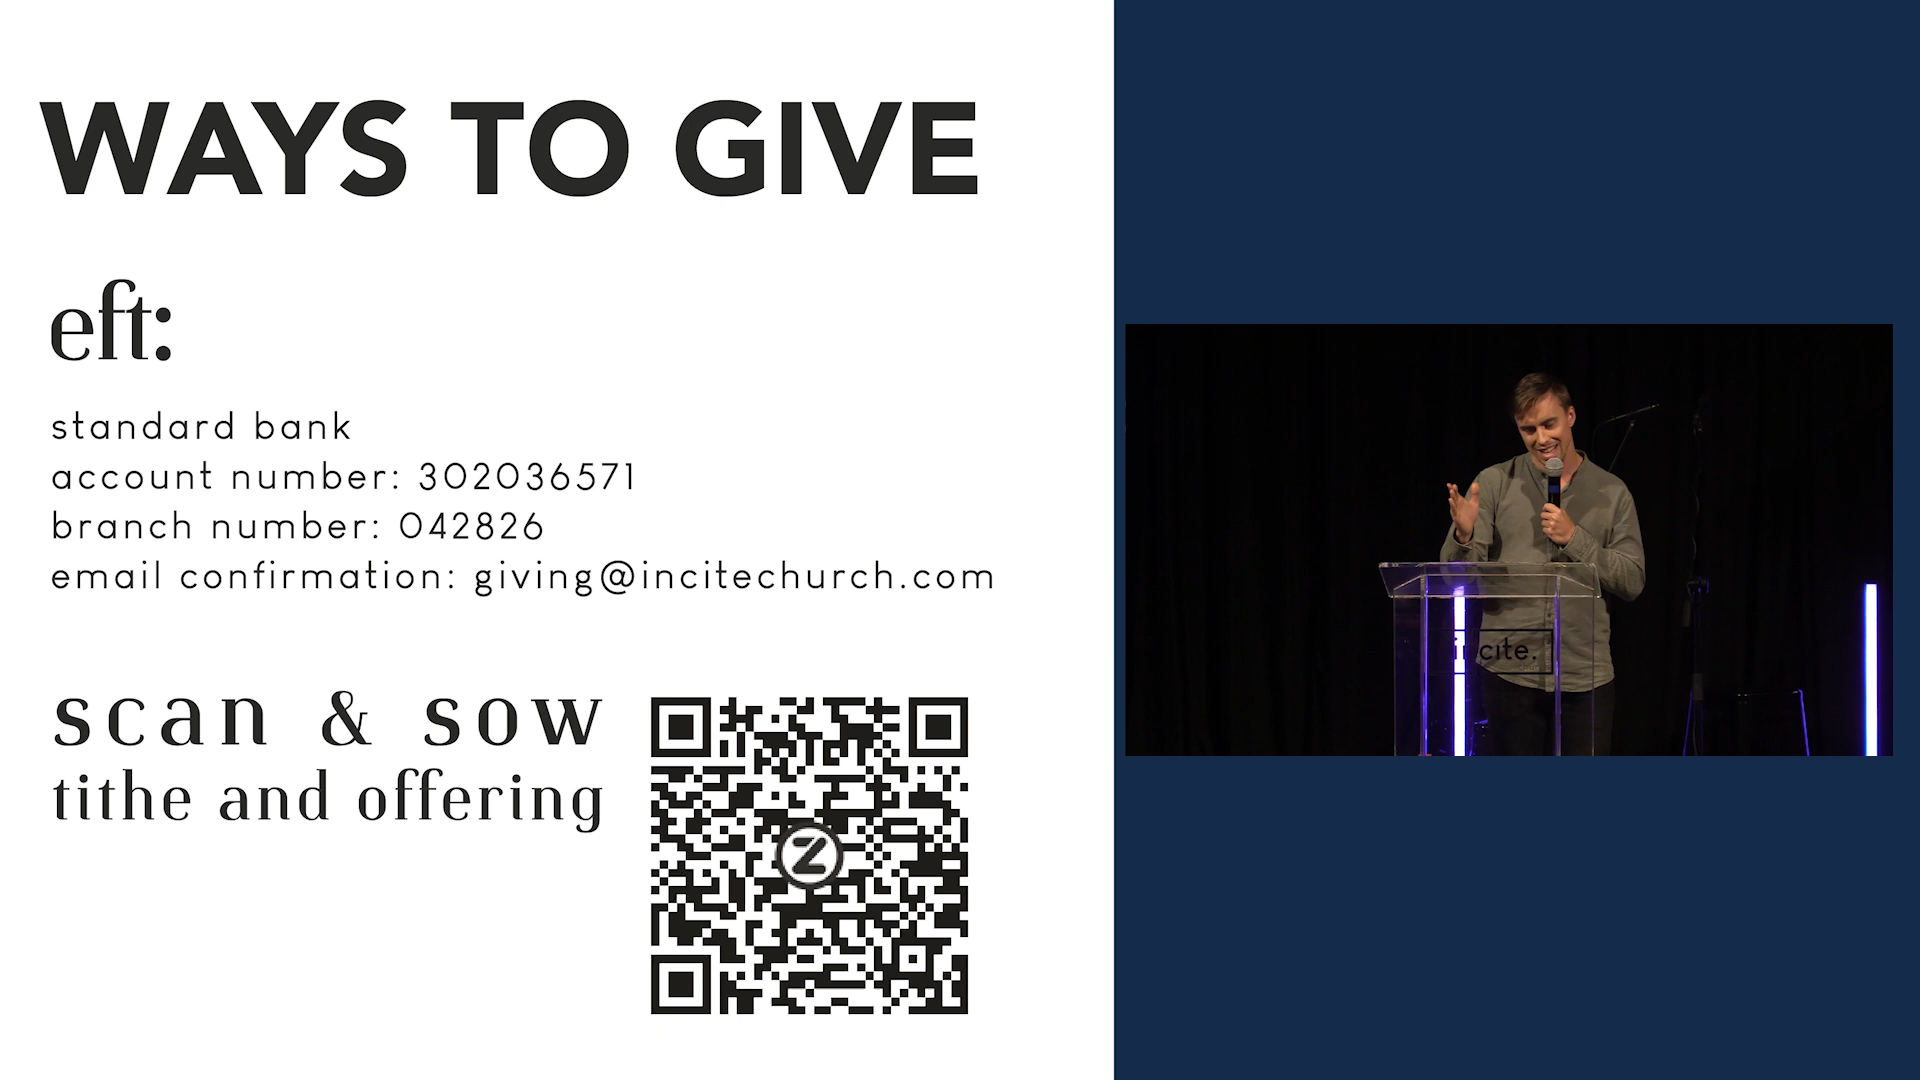 WAYS TO GIVE
eft:
standard bank
account number: 302036571
branch number: 042826
email confirmation: giving@incitechurch.com
scan & sow
tithe and offering
Z
incite.